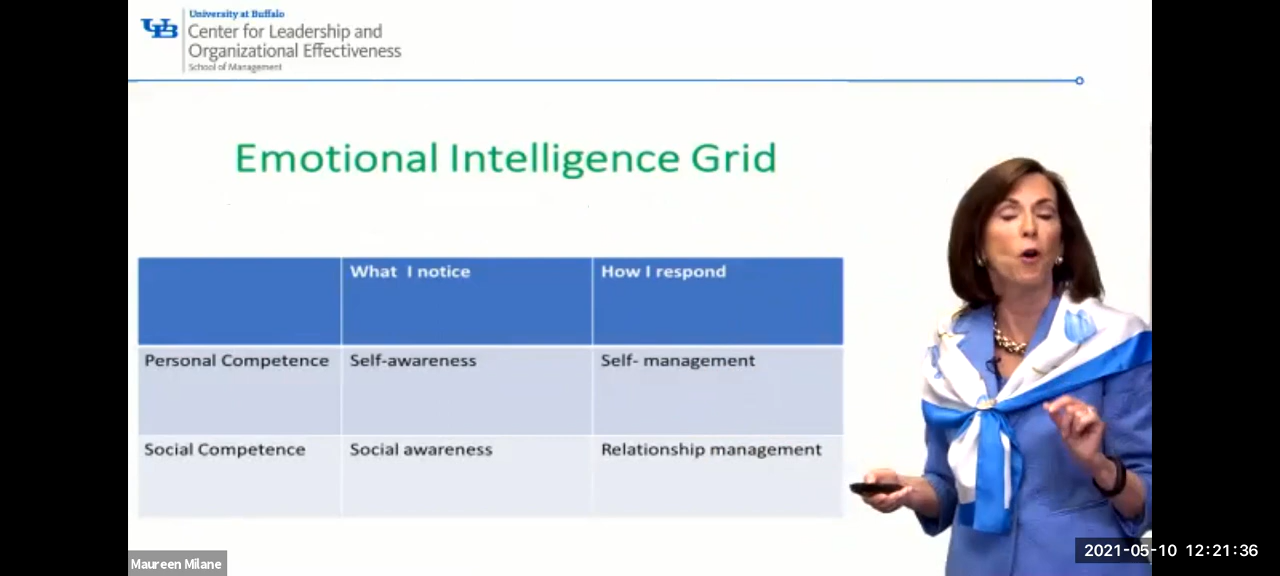 University at Buffalo
UB
Center for Leadership and
Organizational Effectiveness
School of Management
Emotional Intelligence Grid
What I notice
How I respond
Personal Competence
Self-awareness
Self- management
Social Competence
Social awareness
Relationship management
Maureen Milane
2021-05-10 12:21:36